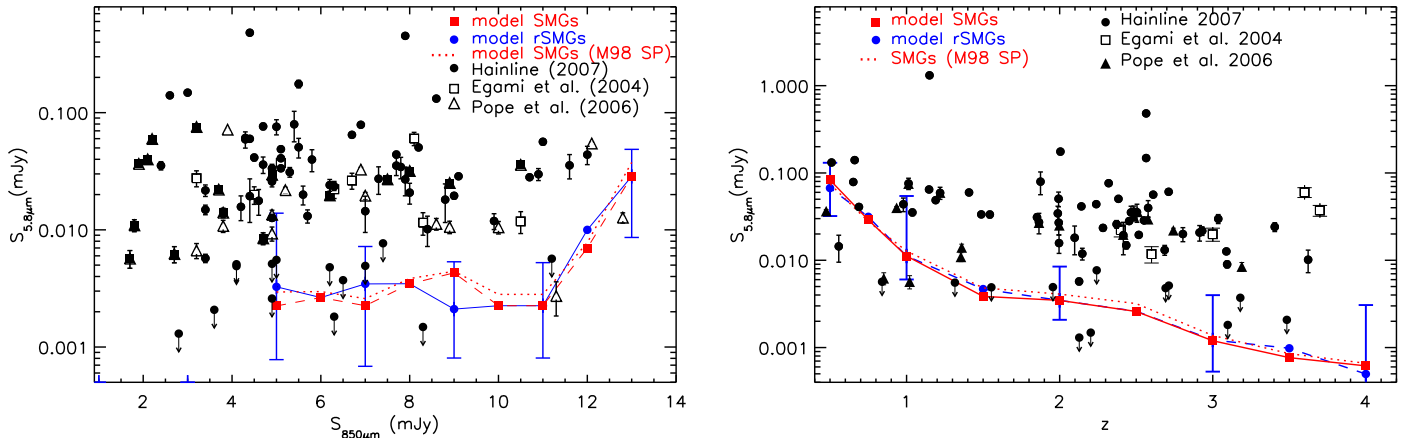 model SMGs
model rSMGs
model SMGs (M98 SP)
Hainline (2007)
Egami et al. (2004)
Pope et al. (2006)
0.100
0.010
0.001
S5.8μm(mJy)
2 4 6 8 10 12 14
S850μm (mJy)
model SMGs
model rSMGs
SMGs (M98 SP)
Hainline 2007
Egami et al. 2004
Pope et al. 2006
1.000
0.100
0.010
0.001
S5.8μm(mJy)
1 2 3 4
z